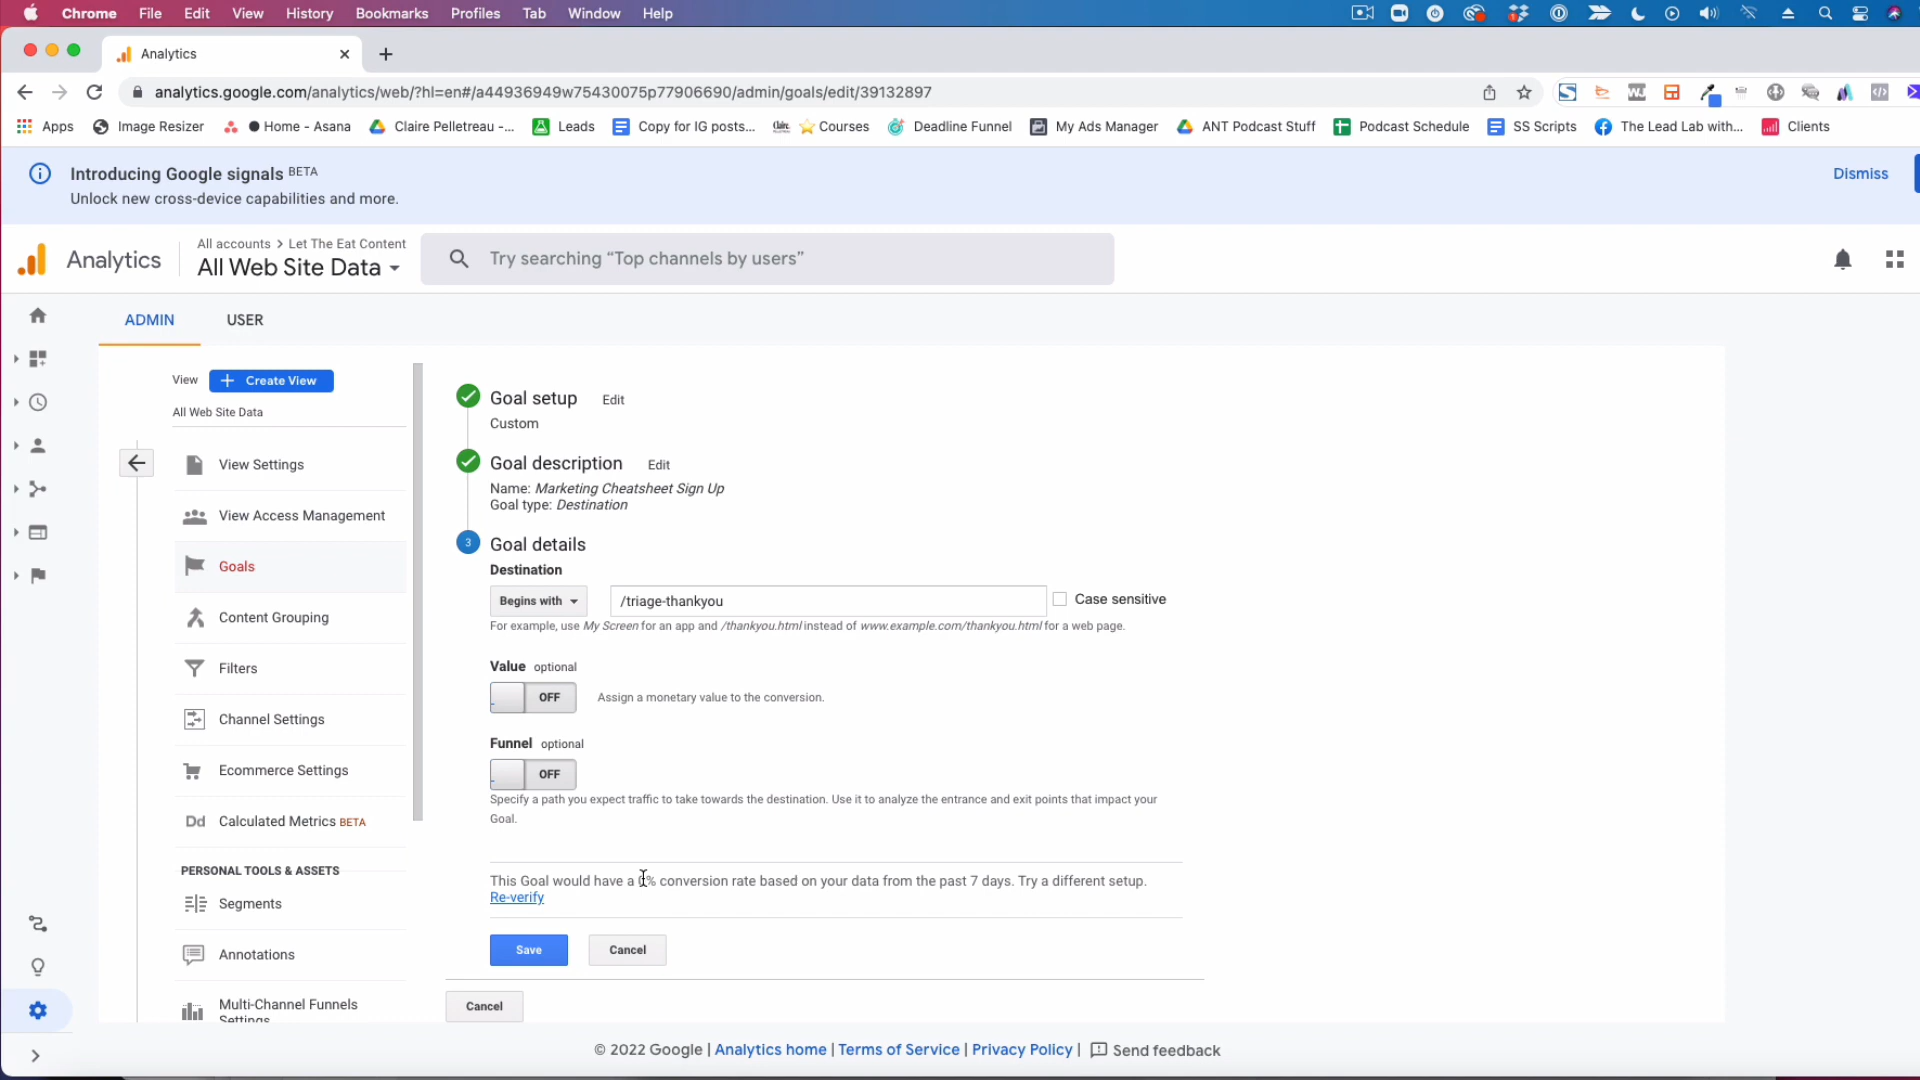 Chrome File Edit View History Bookmarks Profiles Tab Window Help
Analytics
analytics.google.com/analytics/web/?hl=en#/a44936949w75430075p77906690/admin/goals/edit/39132897
Apps Image Resizer Home - Asana Claire Pelletreau -... Leads Copy for IG posts... Courses Deadline Funnel My Ads Manager ANT Podcast Stuff Podcast Schedule SS Scripts The Lead Lab with... Clients
Introducing Google signals BETA
Dismiss
Unlock new cross-device capabilities and more.
Analytics
All accounts > Let The Eat Content
All Web Site Data
Try searching “Top channels by users”
ADMIN USER
View + Create View
All Web Site Data
View Settings
View Access Management
Goals
Content Grouping
Filters
Channel Settings
Ecommerce Settings
Dd Calculated Metrics BETA
PERSONAL TOOLS & ASSETS
Segments
Annotations
Multi-Channel Funnels
Settings
Goal setup Edit
Custom
Goal description Edit
Name: Marketing Cheatsheet Sign Up
Goal type: Destination
3 Goal details
Destination
Begins with /triage-thankyou Case sensitive
For example, use My Screen for an app and /thankyou.html instead of www.example.com/thankyou.html for a web page.
Value optional
OFF Assign a monetary value to the conversion.
Funnel optional
OFF
Specify a path you expect traffic to take towards the destination. Use it to analyze the entrance and exit points that impact your
Goal.
This Goal would have a 0% conversion rate based on your data from the past 7 days. Try a different setup.
Re-verify
Save Cancel
Cancel
© 2022 Google | Analytics home | Terms of Service | Privacy Policy | Send feedback